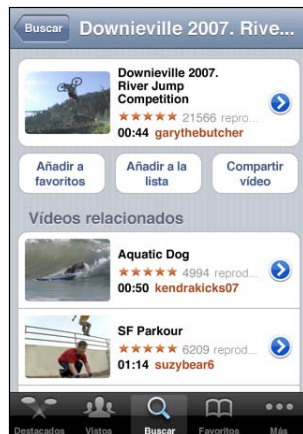 Buscar
Downieville 2007. Rive...
Downieville 2007.
River Jump
Competition
21566 repro...
00:44 garythebutcher
Añadir a
favoritos
Añadir a la
lista
Compartir
vídeo
Vídeos relacionados
Aquatic Dog
4994 reprod...
00:50 kendrakicks07
SF Parkour
6209 reprod...
01:14 suzybear6
Destacados
Vistos
Buscar
Favoritos
Más